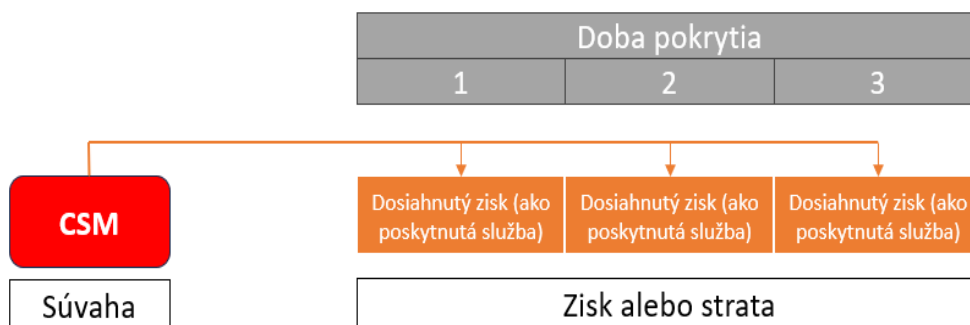 Doba pokrytia
1 2 3
CSM
Dosiahnutý zisk (ako
poskytnutá služba)
Dosiahnutý zisk (ako
poskytnutá služba)
Dosiahnutý zisk (ako
poskytnutá služba)
Súvaha
Zisk alebo strata